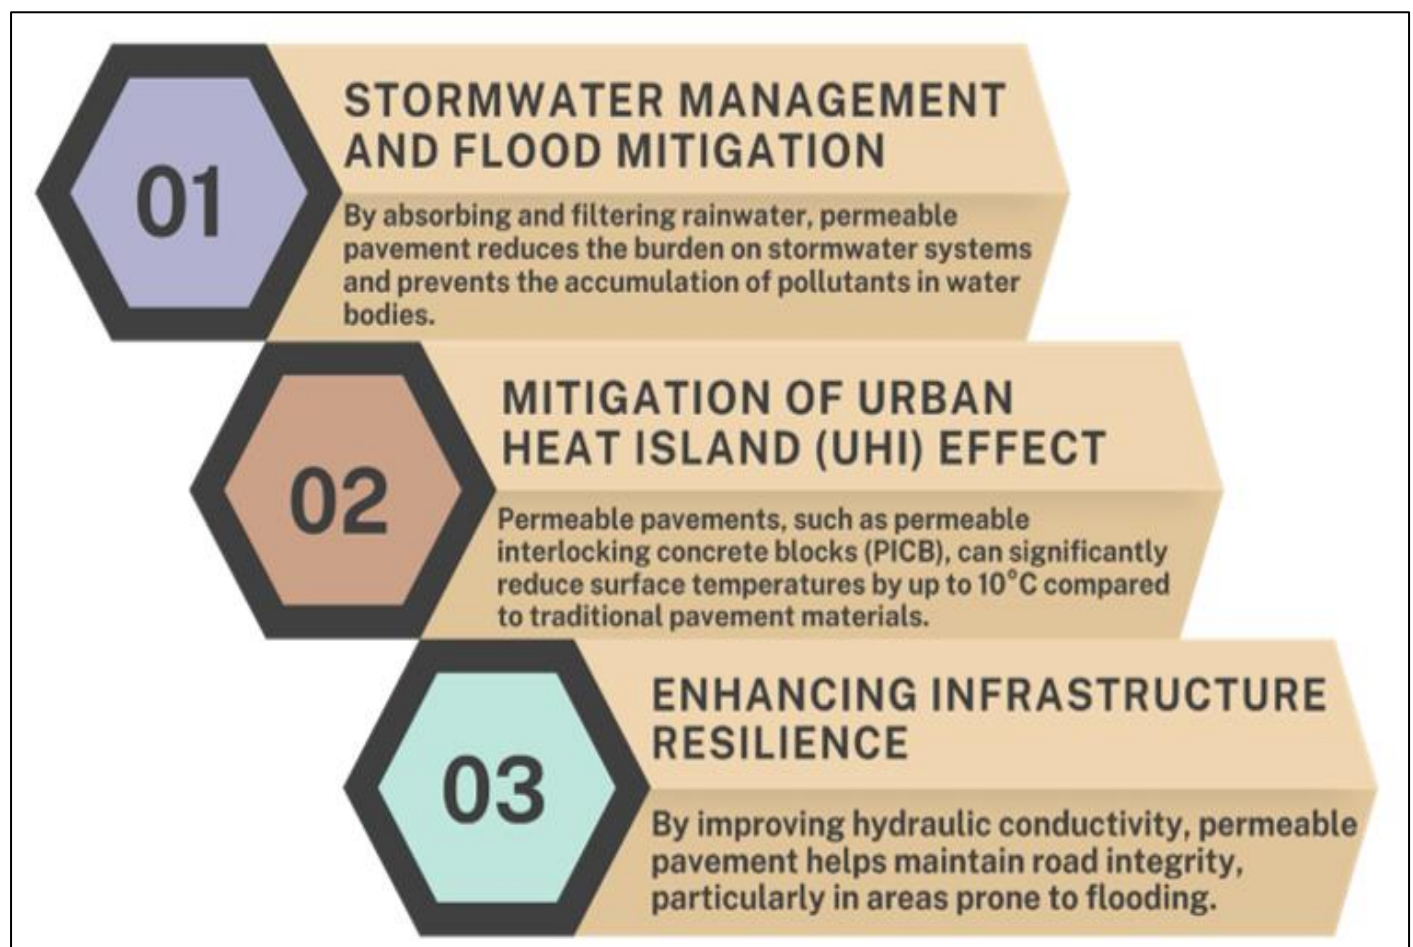 01
STORMWATER MANAGEMENT
AND FLOOD MITIGATION
By absorbing and filtering rainwater, permeable
pavement reduces the burden on stormwater systems
and prevents the accumulation of pollutants in water
bodies.
02
MITIGATION OF URBAN
HEAT ISLAND (UHI) EFFECT
Permeable pavements, such as permeable
interlocking concrete blocks (PICB), can significantly
reduce surface temperatures by up to 10°C compared
to traditional pavement materials.
03
ENHANCING INFRASTRUCTURE
RESILIENCE
By improving hydraulic conductivity, permeable
pavement helps maintain road integrity,
particularly in areas prone to flooding.